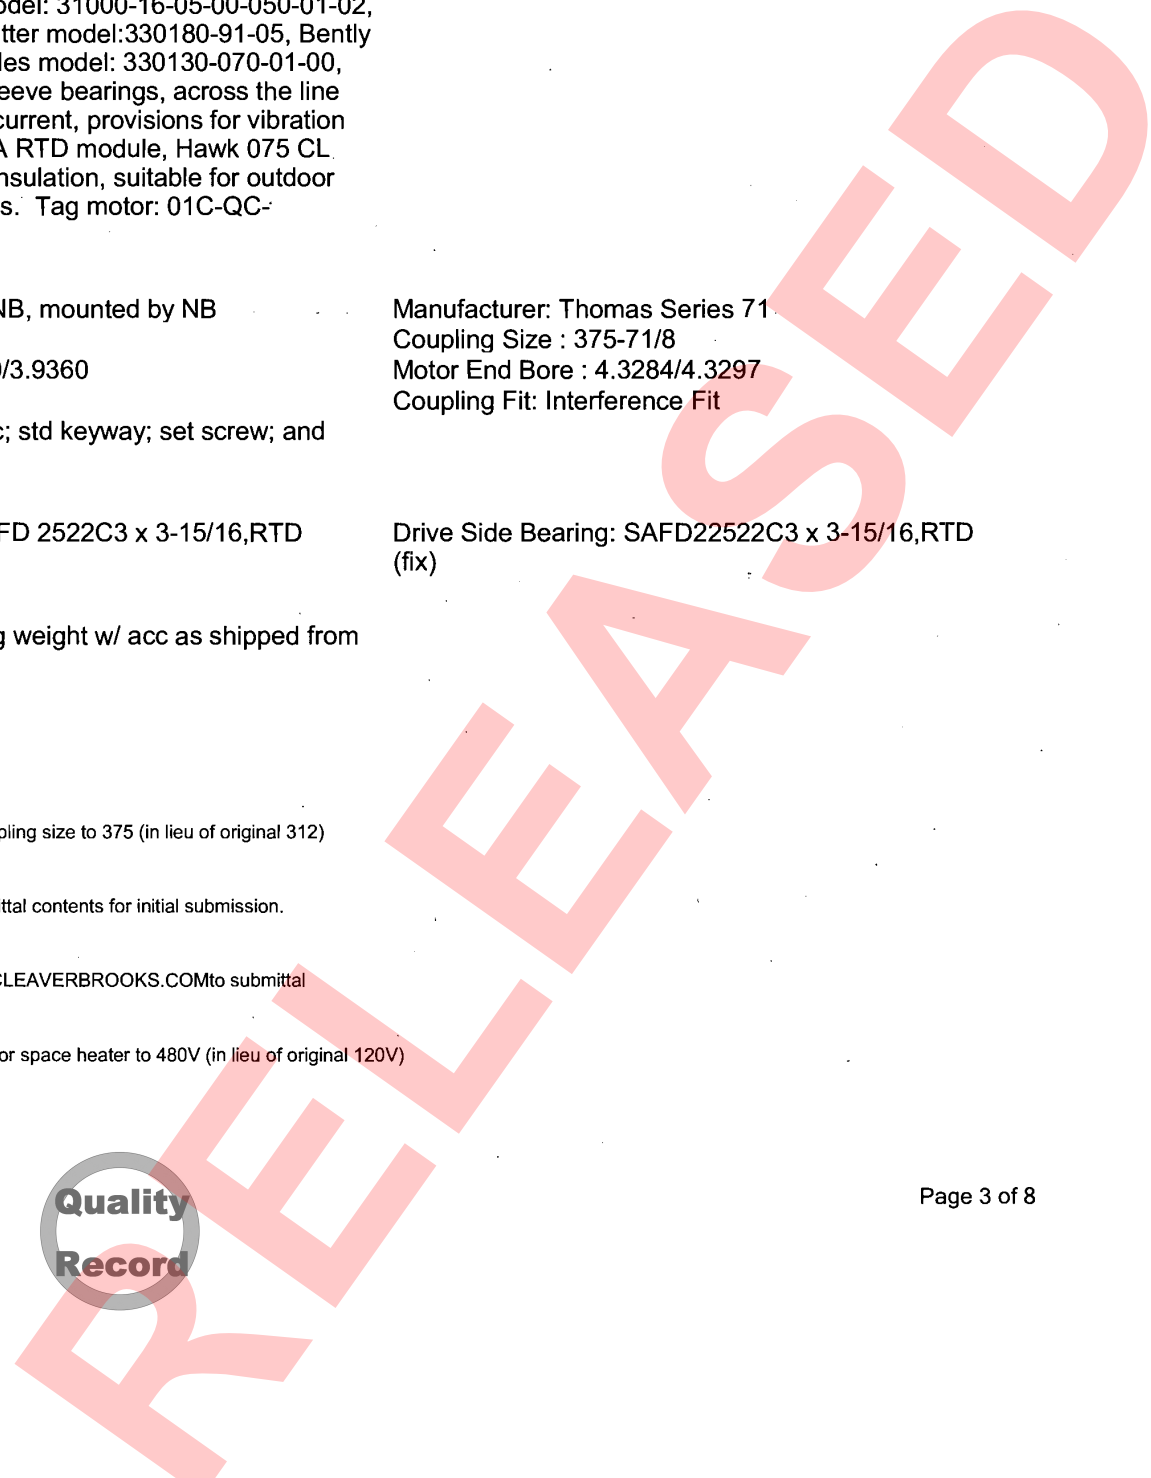 odel: 31000-16-05-00-050-01-02,
tter model:330180-91-05, Bently
les model: 330130-070-01-00,
eeve bearings, across the line
current, provisions for vibration
A RTD module, Hawk 075 CL
nsulation, suitable for outdoor
s. Tag motor: 01C-QC-
NB, mounted by NB
Manufacturer: Thomas Series 71
Coupling Size : 375-71/8
0/3.9360
Motor End Bore : 4.3284/4.3297
Coupling Fit: Interference Fit
c; std keyway; set screw; and
FD 2522C3 x 3-15/16,RTD
Drive Side Bearing: SAFD22522C3 x 3-15/16,RTD
(fix)
g weight w/ acc as shipped from
pling size to 375 (in lieu of original 312)
ttal contents for initial submission.
CLEAVERBROOKS.COMto submittal
or space heater to 480V (in lieu of original 120V)
Quality
Record
Page 3 of 8
RELEASED